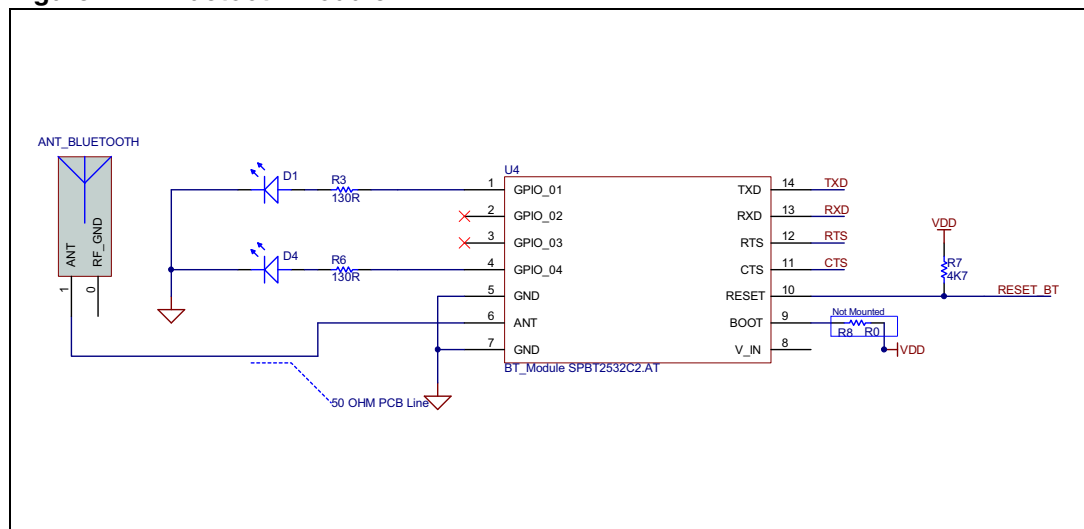 ANT_BLUETOOTH
ANT
RF_GND
1
0
D1
R3
130R
D4
R6
130R
U4
1 GPIO_01
2 GPIO_02
3 GPIO_03
4 GPIO_04
5 GND
6 ANT
7 GND
TXD 14 TXD
RXD 13 RXD
RTS 12 RTS
CTS 11 CTS
RESET 10
BOOT 9
V_IN 8
BT_Module SPBT2532C2.AT
50 OHM PCB Line
VDD
R7
4K7
RESET_BT
Not Mounted
R8 R0
VDD